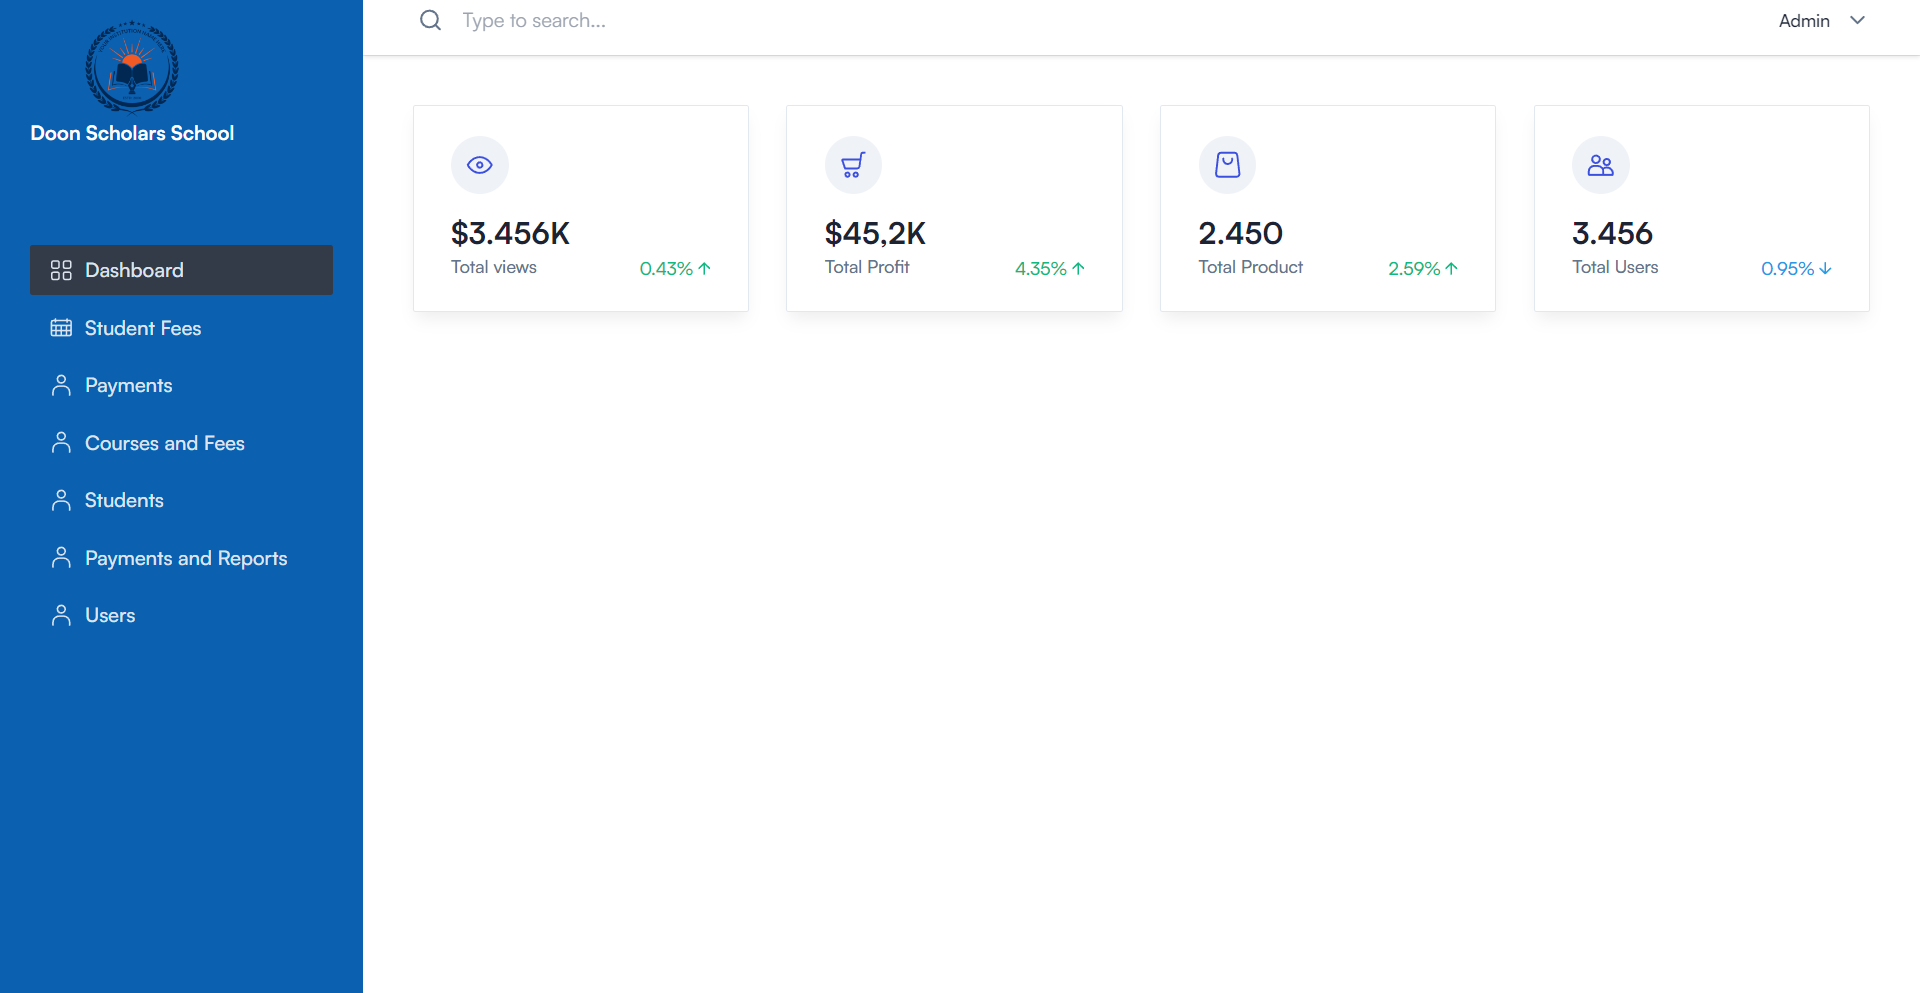 Type to search...
Admin
Doon Scholars School
Dashboard
Student Fees
Payments
Courses and Fees
Students
Payments and Reports
Users
$3.456K
Total views
0.43%
$45,2K
Total Profit
4.35%
2.450
Total Product
2.59%
3.456
Total Users
0.95%